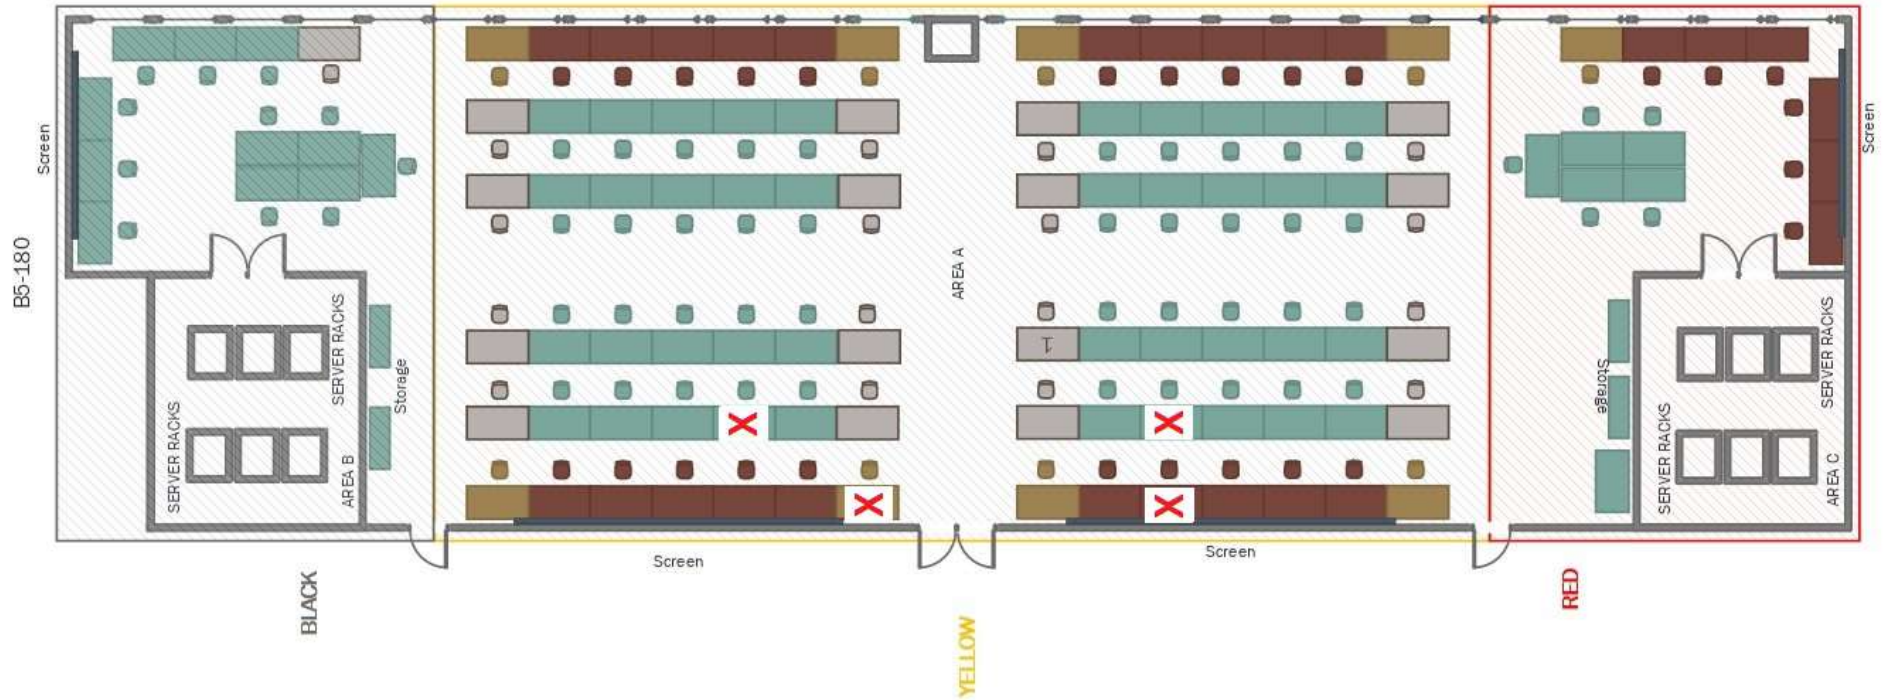 B5-180
Screen
SERVER RACKS
SERVER RACKS
AREA B
Storage
BLACK
X
X
Screen
AREA A
YELLOW
1
X
X
Screen
Storage
SERVER RACKS
SERVER RACKS
AREA C
Screen
RED